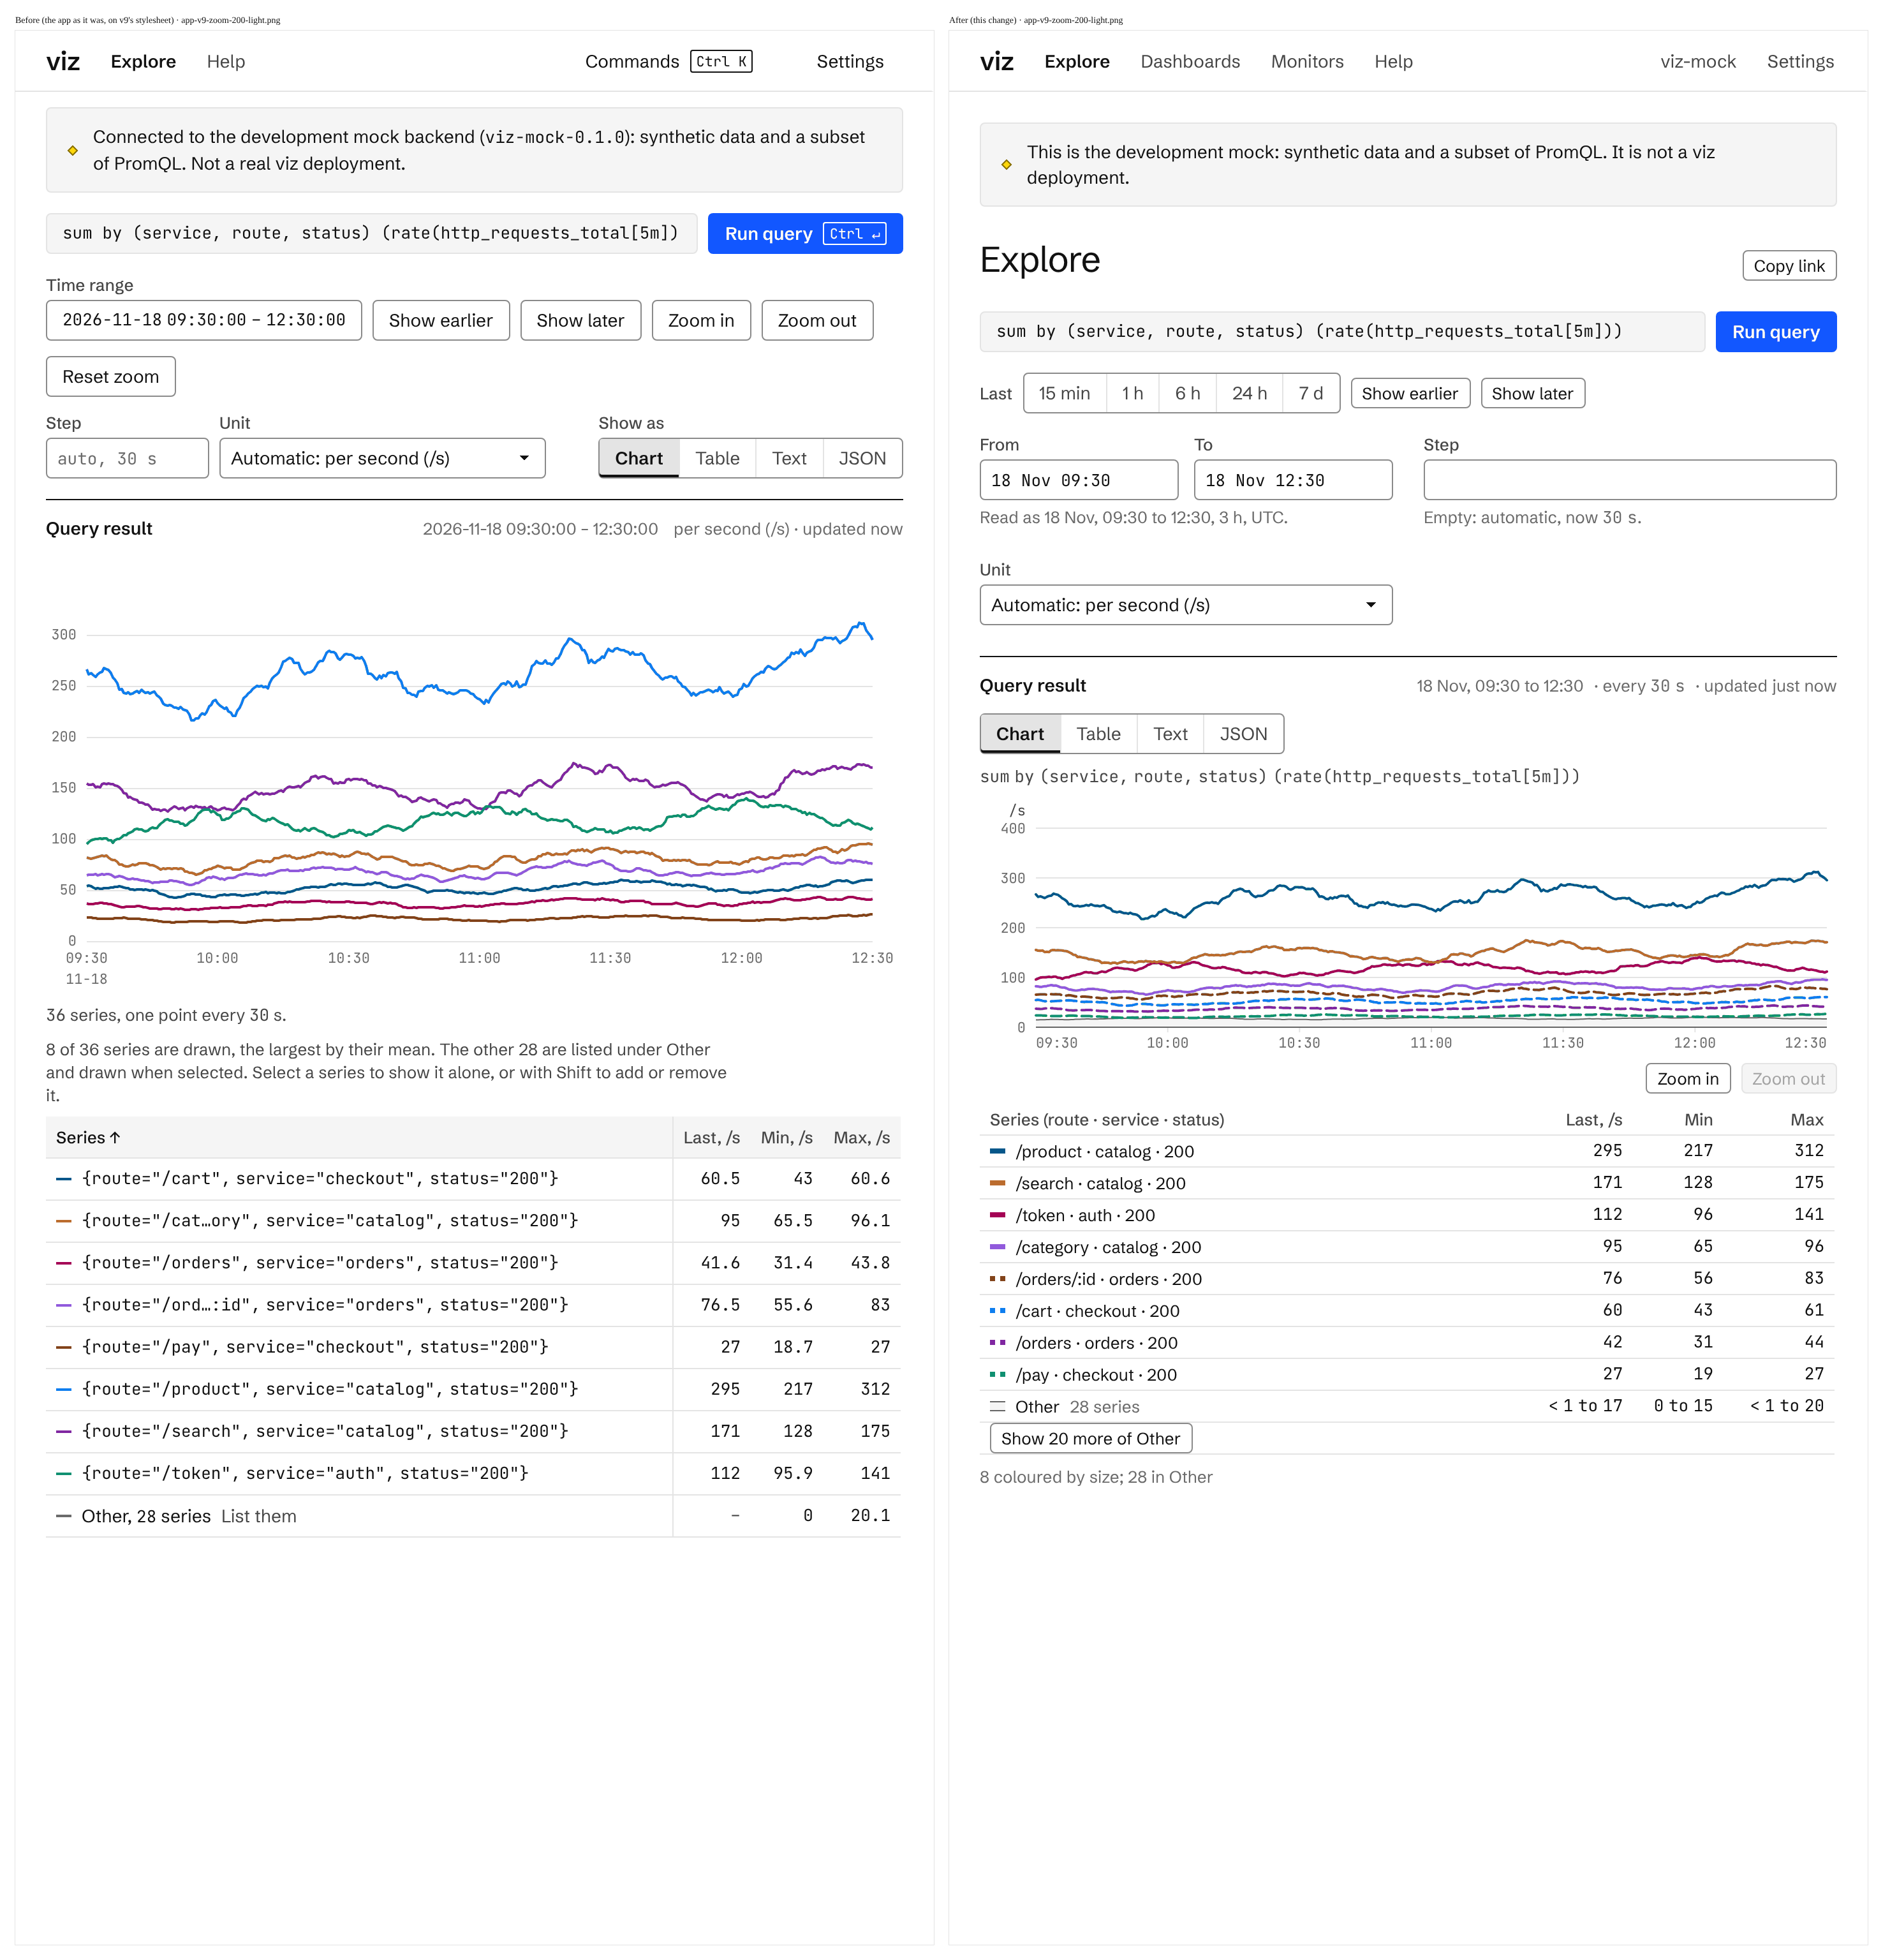 Before (the app as it was, on v9's stylesheet) · app-v9-zoom-200-light.png
viz Explore Help Commands Ctrl K Settings
Connected to the development mock backend (viz-mock-0.1.0): synthetic data and a subset
of PromQL. Not a real viz deployment.
sum by (service, route, status) (rate(http_requests_total[5m]) Run query Ctrl ↵
Time range
2026-11-18 09:30:00 – 12:30:00 Show earlier Show later Zoom in Zoom out
Reset zoom
Step Unit Show as
auto, 30 s Automatic: per second (/s) Chart Table Text JSON
Query result 2026-11-18 09:30:00 – 12:30:00 per second (/s) · updated now
300
250
200
150
100
50
0
09:30 10:00 10:30 11:00 11:30 12:00 12:30
11-18
36 series, one point every 30 s.
8 of 36 series are drawn, the largest by their mean. The other 28 are listed under Other
and drawn when selected. Select a series to show it alone, or with Shift to add or remove
it.
Series ↑ Last, /s Min, /s Max, /s
{route="/cart", service="checkout", status="200"} 60.5 43 60.6
{route="/cat…ory", service="catalog", status="200"} 95 65.5 96.1
{route="/orders", service="orders", status="200"} 41.6 31.4 43.8
{route="/ord…:id", service="orders", status="200"} 76.5 55.6 83
{route="/pay", service="checkout", status="200"} 27 18.7 27
{route="/product", service="catalog", status="200"} 295 217 312
{route="/search", service="catalog", status="200"} 171 128 175
{route="/token", service="auth", status="200"} 112 95.9 141
Other, 28 series List them – 0 20.1
After (this change) · app-v9-zoom-200-light.png
viz Explore Dashboards Monitors Help viz-mock Settings
This is the development mock: synthetic data and a subset of PromQL. It is not a viz
deployment.
Explore Copy link
sum by (service, route, status) (rate(http_requests_total[5m])) Run query
Last 15 min 1 h 6 h 24 h 7 d Show earlier Show later
From To Step
18 Nov 09:30 18 Nov 12:30
Read as 18 Nov, 09:30 to 12:30, 3 h, UTC. Empty: automatic, now 30 s.
Unit
Automatic: per second (/s)
Query result 18 Nov, 09:30 to 12:30 · every 30 s · updated just now
Chart Table Text JSON
sum by (service, route, status) (rate(http_requests_total[5m]))
/s
400
300
200
100
0
09:30 10:00 10:30 11:00 11:30 12:00 12:30
Zoom in Zoom out
Series (route · service · status) Last, /s Min Max
/product · catalog · 200 295 217 312
/search · catalog · 200 171 128 175
/token · auth · 200 112 96 141
/category · catalog · 200 95 65 96
/orders/:id · orders · 200 76 56 83
/cart · checkout · 200 60 43 61
/orders · orders · 200 42 31 44
/pay · checkout · 200 27 19 27
Other 28 series < 1 to 17 0 to 15 < 1 to 20
Show 20 more of Other
8 coloured by size; 28 in Other